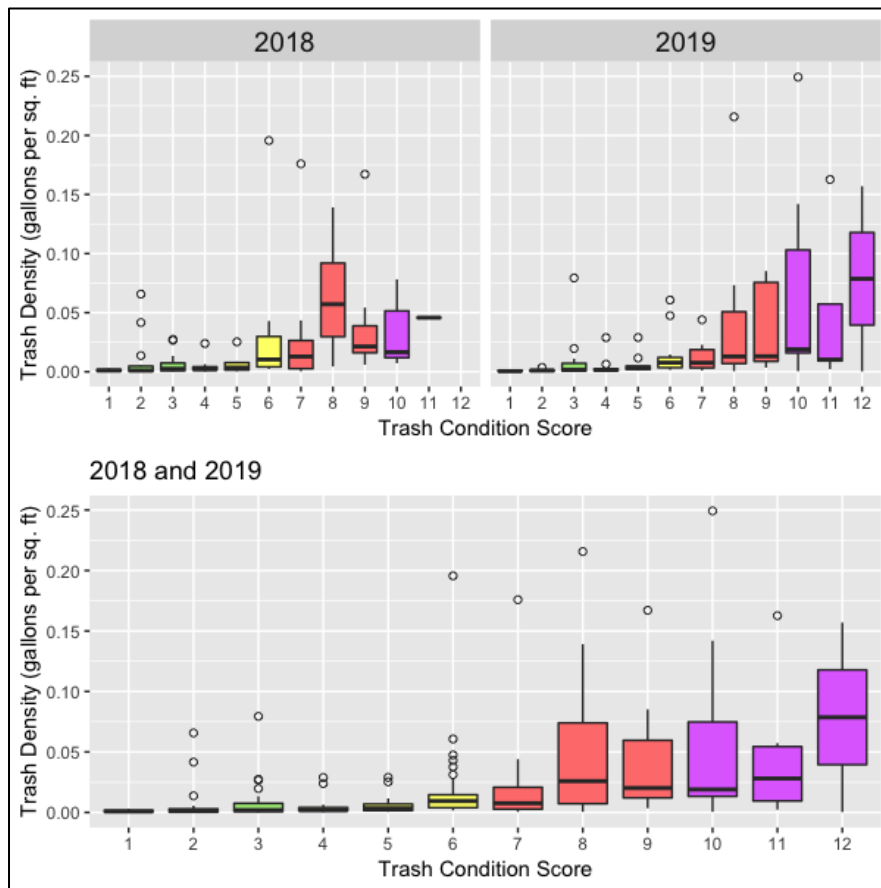 2018 2019
Trash Density (gallons per sq. ft)
0.25
0.20
0.15
0.10
0.05
0.00
1 2 3 4 5 6 7 8 9 10 11 12 1 2 3 4 5 6 7 8 9 10 11 12
Trash Condition Score
2018 and 2019
Trash Density (gallons per sq. ft)
0.25
0.20
0.15
0.10
0.05
0.00
1 2 3 4 5 6 7 8 9 10 11 12
Trash Condition Score